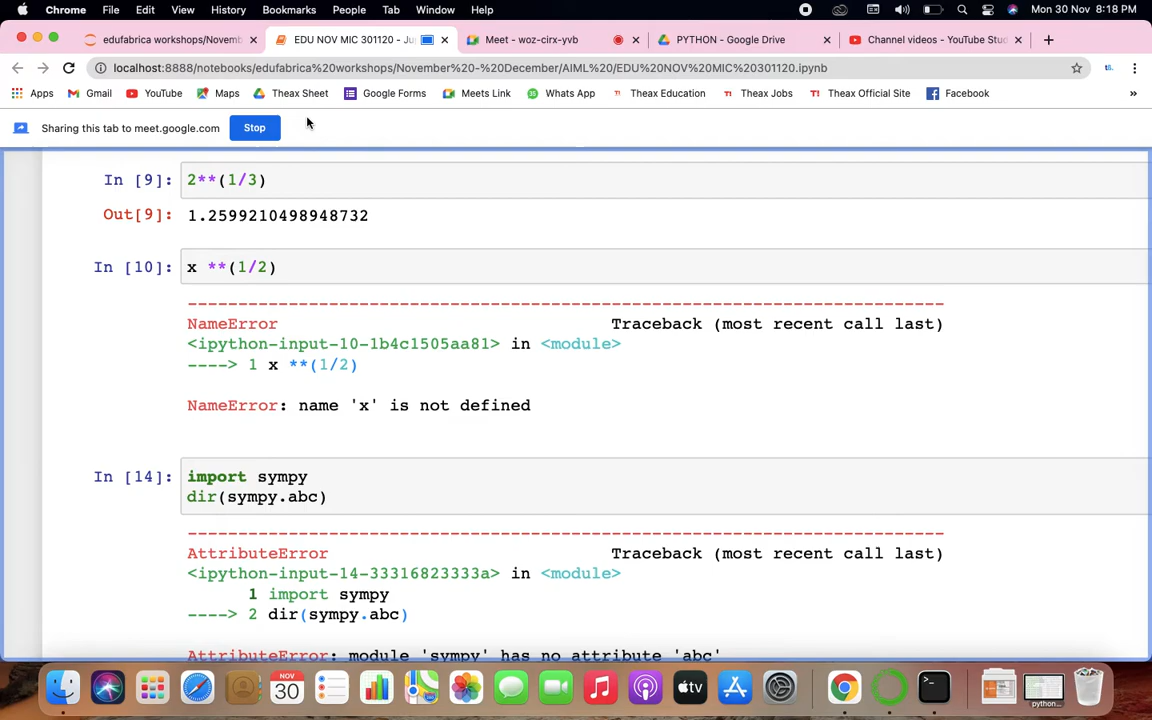 Chrome File Edit View History Bookmarks People Tab Window Help Mon 30 Nov 8:18 PM
edufabrica workshops/Novemb EDU NOV MIC 301120 - Ju Meet - woz-cirx-yvb PYTHON - Google Drive Channel videos - YouTube Stud
localhost:8888/notebooks/edufabrica%20workshops/November%20-%20December/AIML%20/EDU%20NOV%20MIC%20301120.ipynb
Apps Gmail YouTube Maps Theax Sheet Google Forms Meets Link Whats App Theax Education Theax Jobs Theax Official Site Facebook »
Sharing this tab to meet.google.com Stop
In [9]: 2**(1/3)
Out[9]: 1.2599210498948732
In [10]: x **(1/2)
---------------------------------------------------------------------------
NameError Traceback (most recent call last)
<ipython-input-10-1b4c1505aa81> in <module>
----> 1 x **(1/2)
NameError: name 'x' is not defined
In [14]: import sympy
dir(sympy.abc)
---------------------------------------------------------------------------
AttributeError Traceback (most recent call last)
<ipython-input-14-33316823333a> in <module>
1 import sympy
----> 2 dir(sympy.abc)
AttributeError: module 'sympy' has no attribute 'abc'
NOV
30
tv
python...